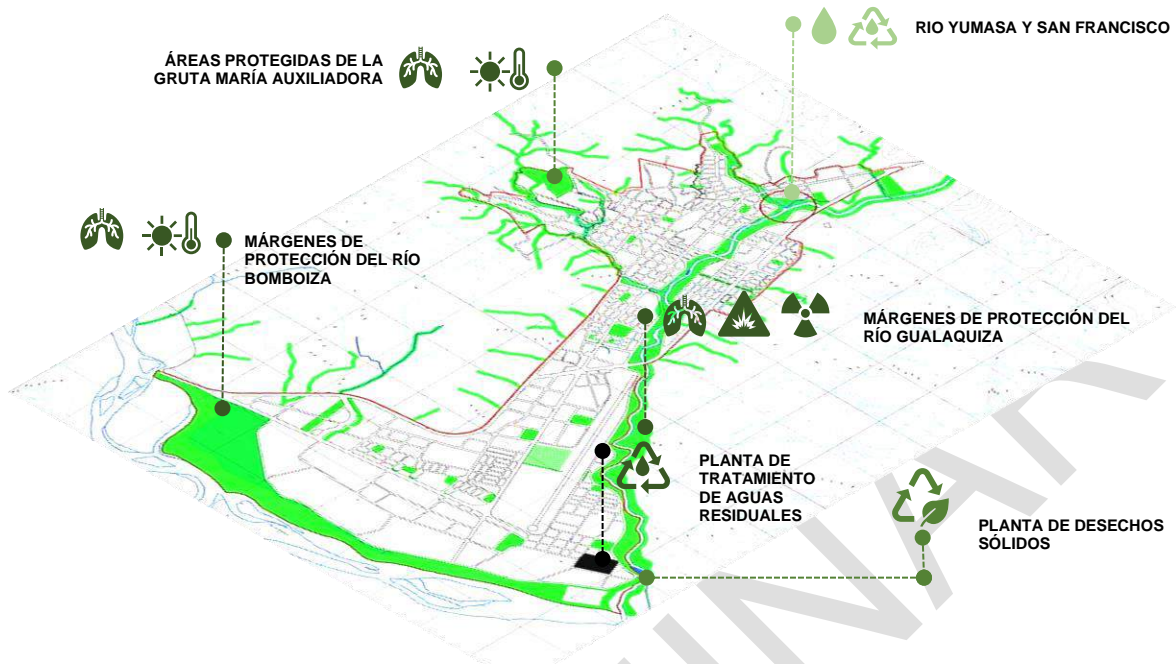 RIO YUMASA Y SAN FRANCISCO
ÁREAS PROTEGIDAS DE LA
GRUTA MARÍA AUXILIADORA
MÁRGENES DE
PROTECCIÓN DEL RÍO
BOMBOIZA
MÁRGENES DE PROTECCIÓN DEL
RÍO GUALAQUIZA
PLANTA DE
TRATAMIENTO
DE AGUAS
RESIDUALES
PLANTA DE DESECHOS
SÓLIDOS